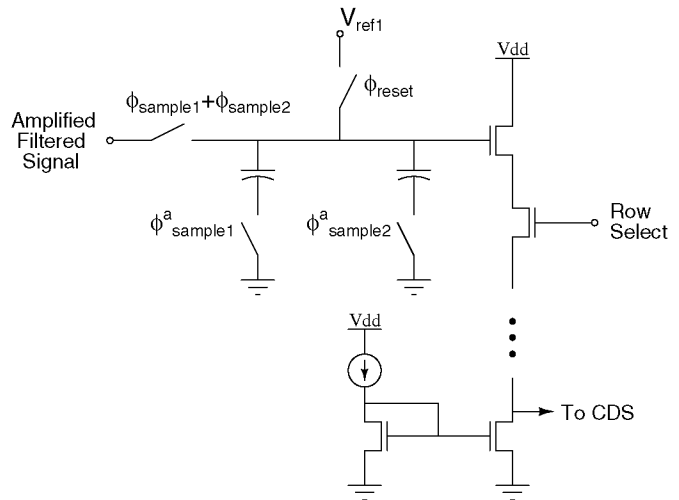 V_ref1
Vdd
ϕ_reset
ϕ_sample1+ϕ_sample2
Amplified
Filtered
Signal
ϕ^a_sample1
ϕ^a_sample2
Row
Select
Vdd
To CDS